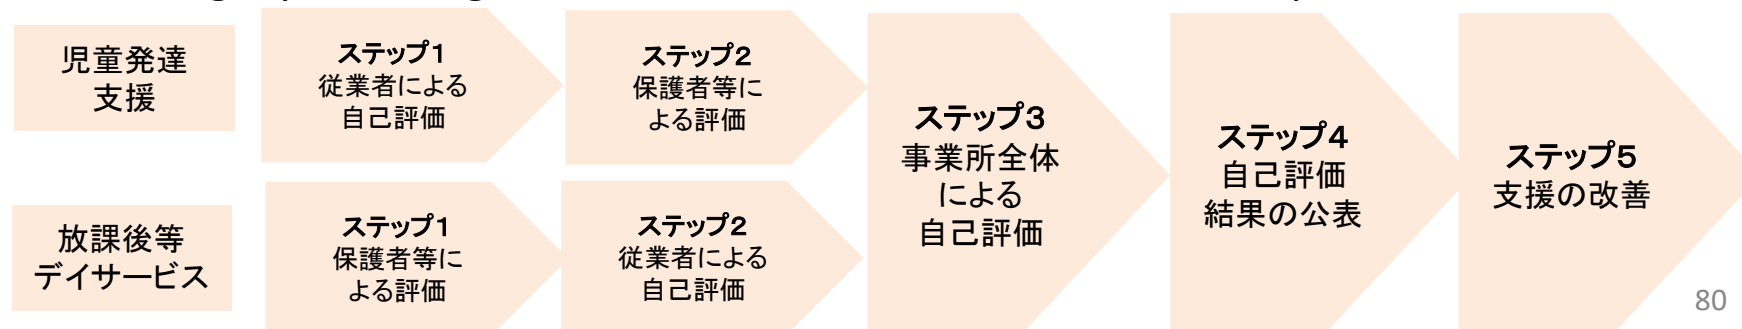 児童発達
支援
ステップ1
従業者による
自己評価
ステップ2
保護者等に
よる評価
放課後等
デイサービス
ステップ1
保護者等に
よる評価
ステップ2
従業者による
自己評価
ステップ3
事業所全体
による
自己評価
ステップ4
自己評価
結果の公表
ステップ5
支援の改善
80